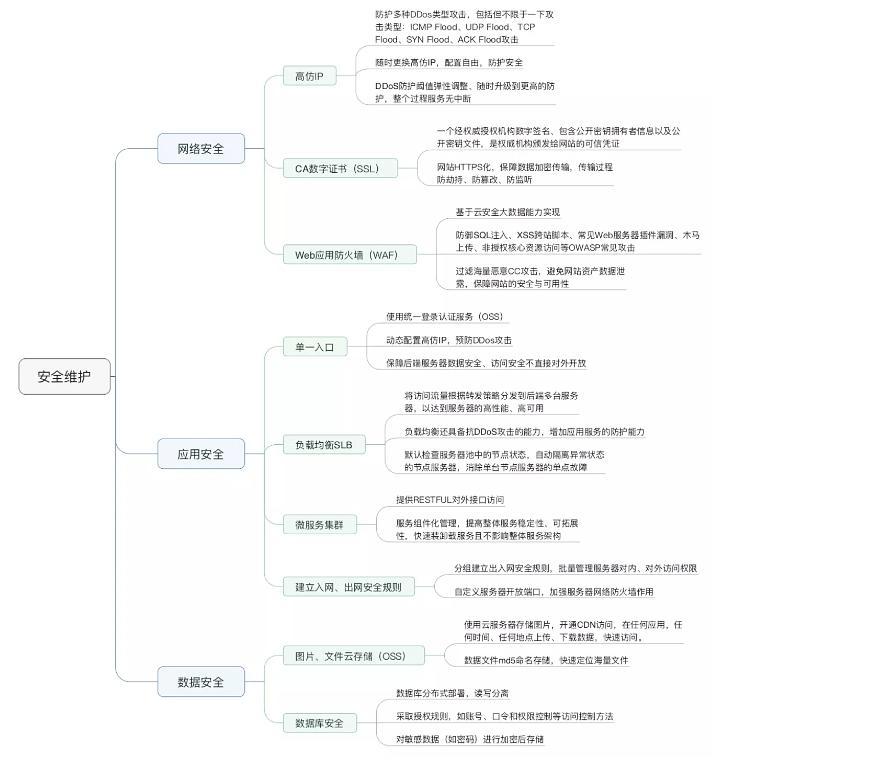 安全维护
网络安全
高仿IP
防护多种DDos类型攻击，包括但不限于一下攻
击类型：ICMP Flood、UDP Flood、TCP
Flood、SYN Flood、ACK Flood攻击
随时更换高仿IP，配置自由，防护安全
DDoS防护阈值弹性调整、随时升级到更高的防
护，整个过程服务无中断
CA数字证书（SSL）
一个经权威授权机构数字签名、包含公开密钥拥有者信息以及公
开密钥文件，是权威机构颁发给网站的可信凭证
网站HTTPS化，保障数据加密传输，传输过程
防劫持、防篡改、防监听
Web应用防火墙（WAF）
基于云安全大数据能力实现
防御SQL注入、XSS跨站脚本、常见Web服务器插件漏洞、木马
上传、非授权核心资源访问等OWASP常见攻击
过滤海量恶意CC攻击，避免网站资产数据泄
露，保障网站的安全与可用性
应用安全
单一入口
使用统一登录认证服务（OSS）
动态配置高仿IP，预防DDos攻击
保障后端服务器数据安全、访问安全不直接对外开放
负载均衡SLB
将访问流量根据转发策略分发到后端多台服务
器，以达到服务器的高性能、高可用
负载均衡还具备抗DDoS攻击的能力，增加应用服务的防护能力
默认检查服务器池中的节点状态，自动隔离异常状态
的节点服务器，消除单台节点服务器的单点故障
微服务集群
提供RESTFUL对外接口访问
服务组件化管理，提高整体服务稳定性、可拓展
性，快速装卸载服务且不影响整体服务架构
建立入网、出网安全规则
分组建立出入网安全规则，批量管理服务器对内、对外访问权限
自定义服务器开放端口，加强服务器网络防火墙作用
数据安全
图片、文件云存储（OSS）
使用云服务器存储图片，开通CDN访问，在任何应用，任
何时间、任何地点上传、下载数据，快速访问。
数据文件md5命名存储，快速定位海量文件
数据库安全
数据库分布式部署，读写分离
采取授权规则，如账号、口令和权限控制等访问控制方法
对敏感数据（如密码）进行加密后存储